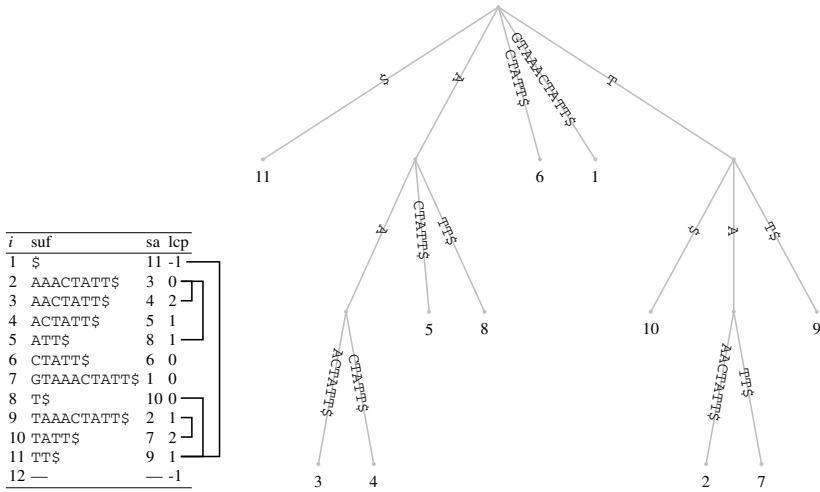 $
A
CTATT$
GTAAACTATT$
T
11
6
1
A
CTATT$
TT$
$
A
T$
5
8
10
9
ACTATT$
CTATT$
AACTATT$
TT$
3
4
2
7
i suf sa lcp
1 $ 11 -1
2 AAACTATT$ 3 0
3 AACTATT$ 4 2
4 ACTATT$ 5 1
5 ATT$ 8 1
6 CTATT$ 6 0
7 GTAAACTATT$ 1 0
8 T$ 10 0
9 TAAACTATT$ 2 1
10 TATT$ 7 2
11 TT$ 9 1
12 — — -1